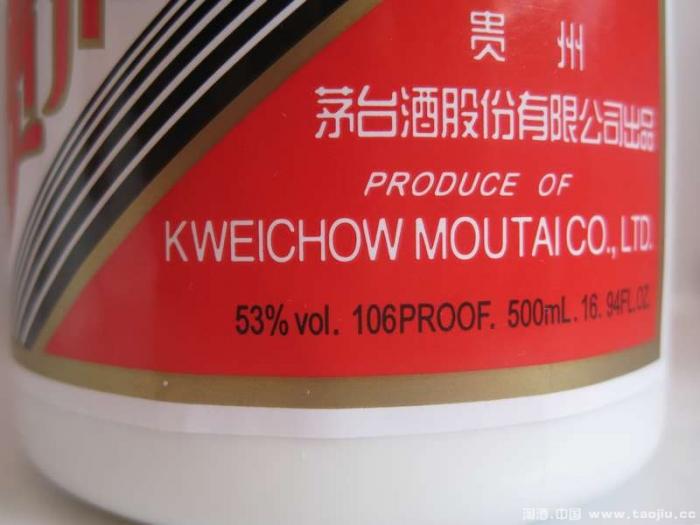 贵州
茅台酒股份有限公司出品
PRODUCE OF
KWEICHOW MOUTAI CO., LTD.
53% vol. 106PROOF. 500mL. 16. 94FL.OZ
淘酒.中国 www.taojiu.cc